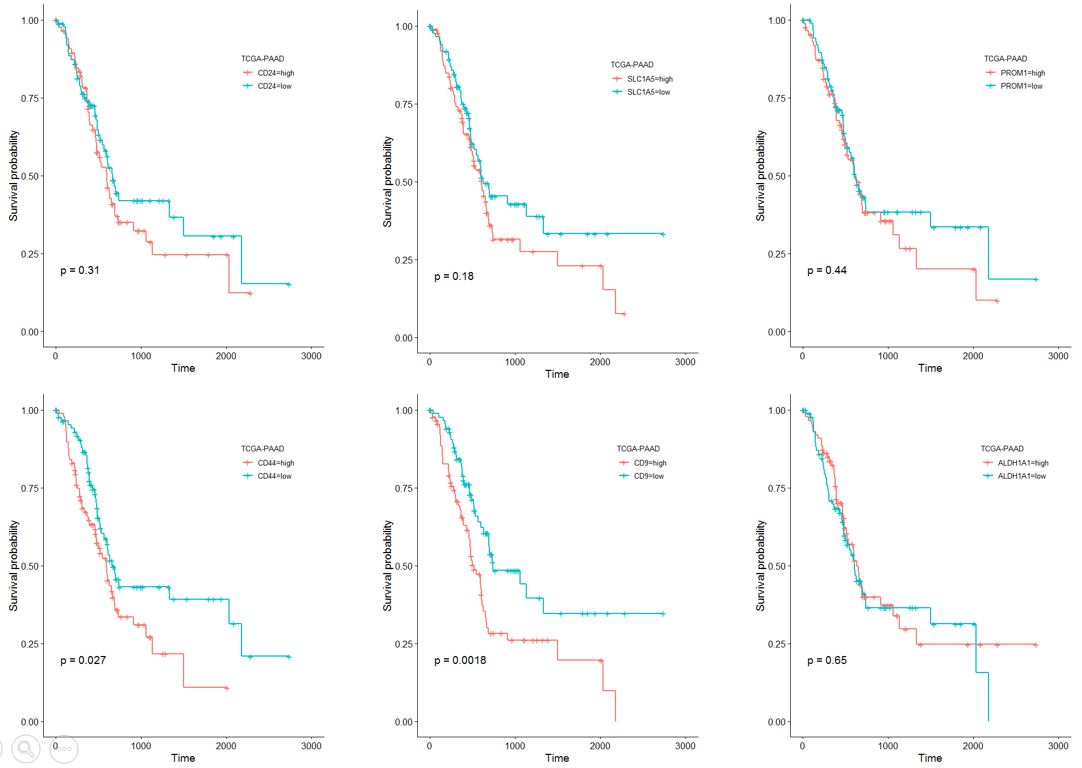 1.00
0.75
0.50
0.25
0.00
Survival probability
TCGA-PAAD
CD24=high
CD24=low
p = 0.31
0 1000 2000 3000
Time
1.00
0.75
0.50
0.25
0.00
Survival probability
TCGA-PAAD
SLC1A5=high
SLC1A5=low
p = 0.18
0 1000 2000 3000
Time
1.00
0.75
0.50
0.25
0.00
Survival probability
TCGA-PAAD
PROM1=high
PROM1=low
p = 0.44
0 1000 2000 3000
Time
1.00
0.75
0.50
0.25
0.00
Survival probability
TCGA-PAAD
CD44=high
CD44=low
p = 0.027
0 1000 2000 3000
Time
1.00
0.75
0.50
0.25
0.00
Survival probability
TCGA-PAAD
CD9=high
CD9=low
p = 0.0018
0 1000 2000 3000
Time
1.00
0.75
0.50
0.25
0.00
Survival probability
TCGA-PAAD
ALDH1A1=high
ALDH1A1=low
p = 0.65
0 1000 2000 3000
Time